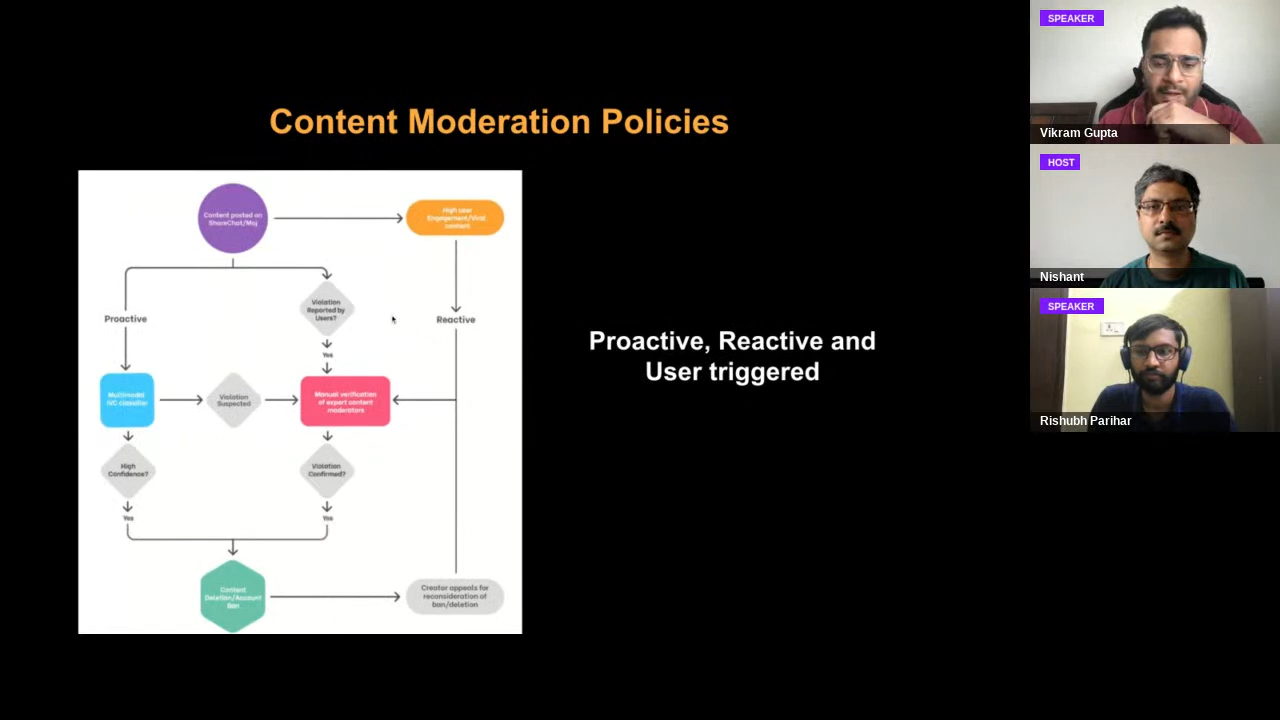 Content Moderation Policies
Content posted on
ShareChat/Moj
High user
Engagement/Viral
content
Violation
Reported by
Users?
Proactive
Reactive
Yes
Multimodal
IVC classifier
Violation
Suspected
Manual verification
of expert content
moderators
High
Confidence?
Violation
Confirmed?
Yes
Yes
Content
Deletion/Account
Ban
Creator appeals for
reconsideration of
ban/deletion
Proactive, Reactive and
User triggered
SPEAKER
Vikram Gupta
HOST
Nishant
SPEAKER
Rishubh Parihar